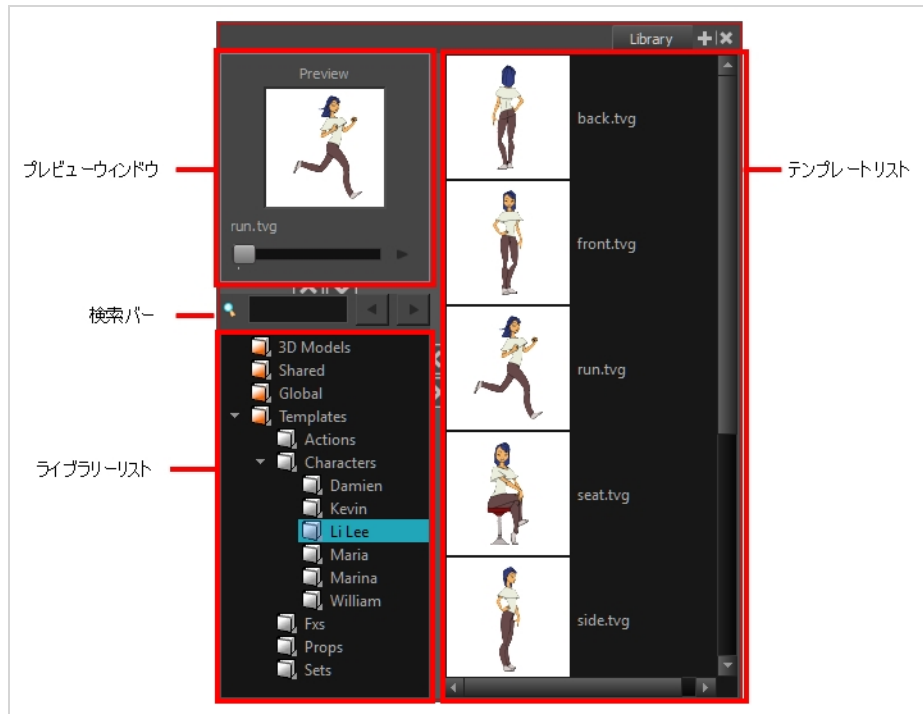 Library
Preview
run.tvg
プレビューウィンドウ
検索バー
ライブラリーリスト
3D Models
Shared
Global
Templates
Actions
Characters
Damien
Kevin
Li Lee
Maria
Marina
William
Fxs
Props
Sets
back.tvg
front.tvg
run.tvg
seat.tvg
side.tvg
テンプレートリスト